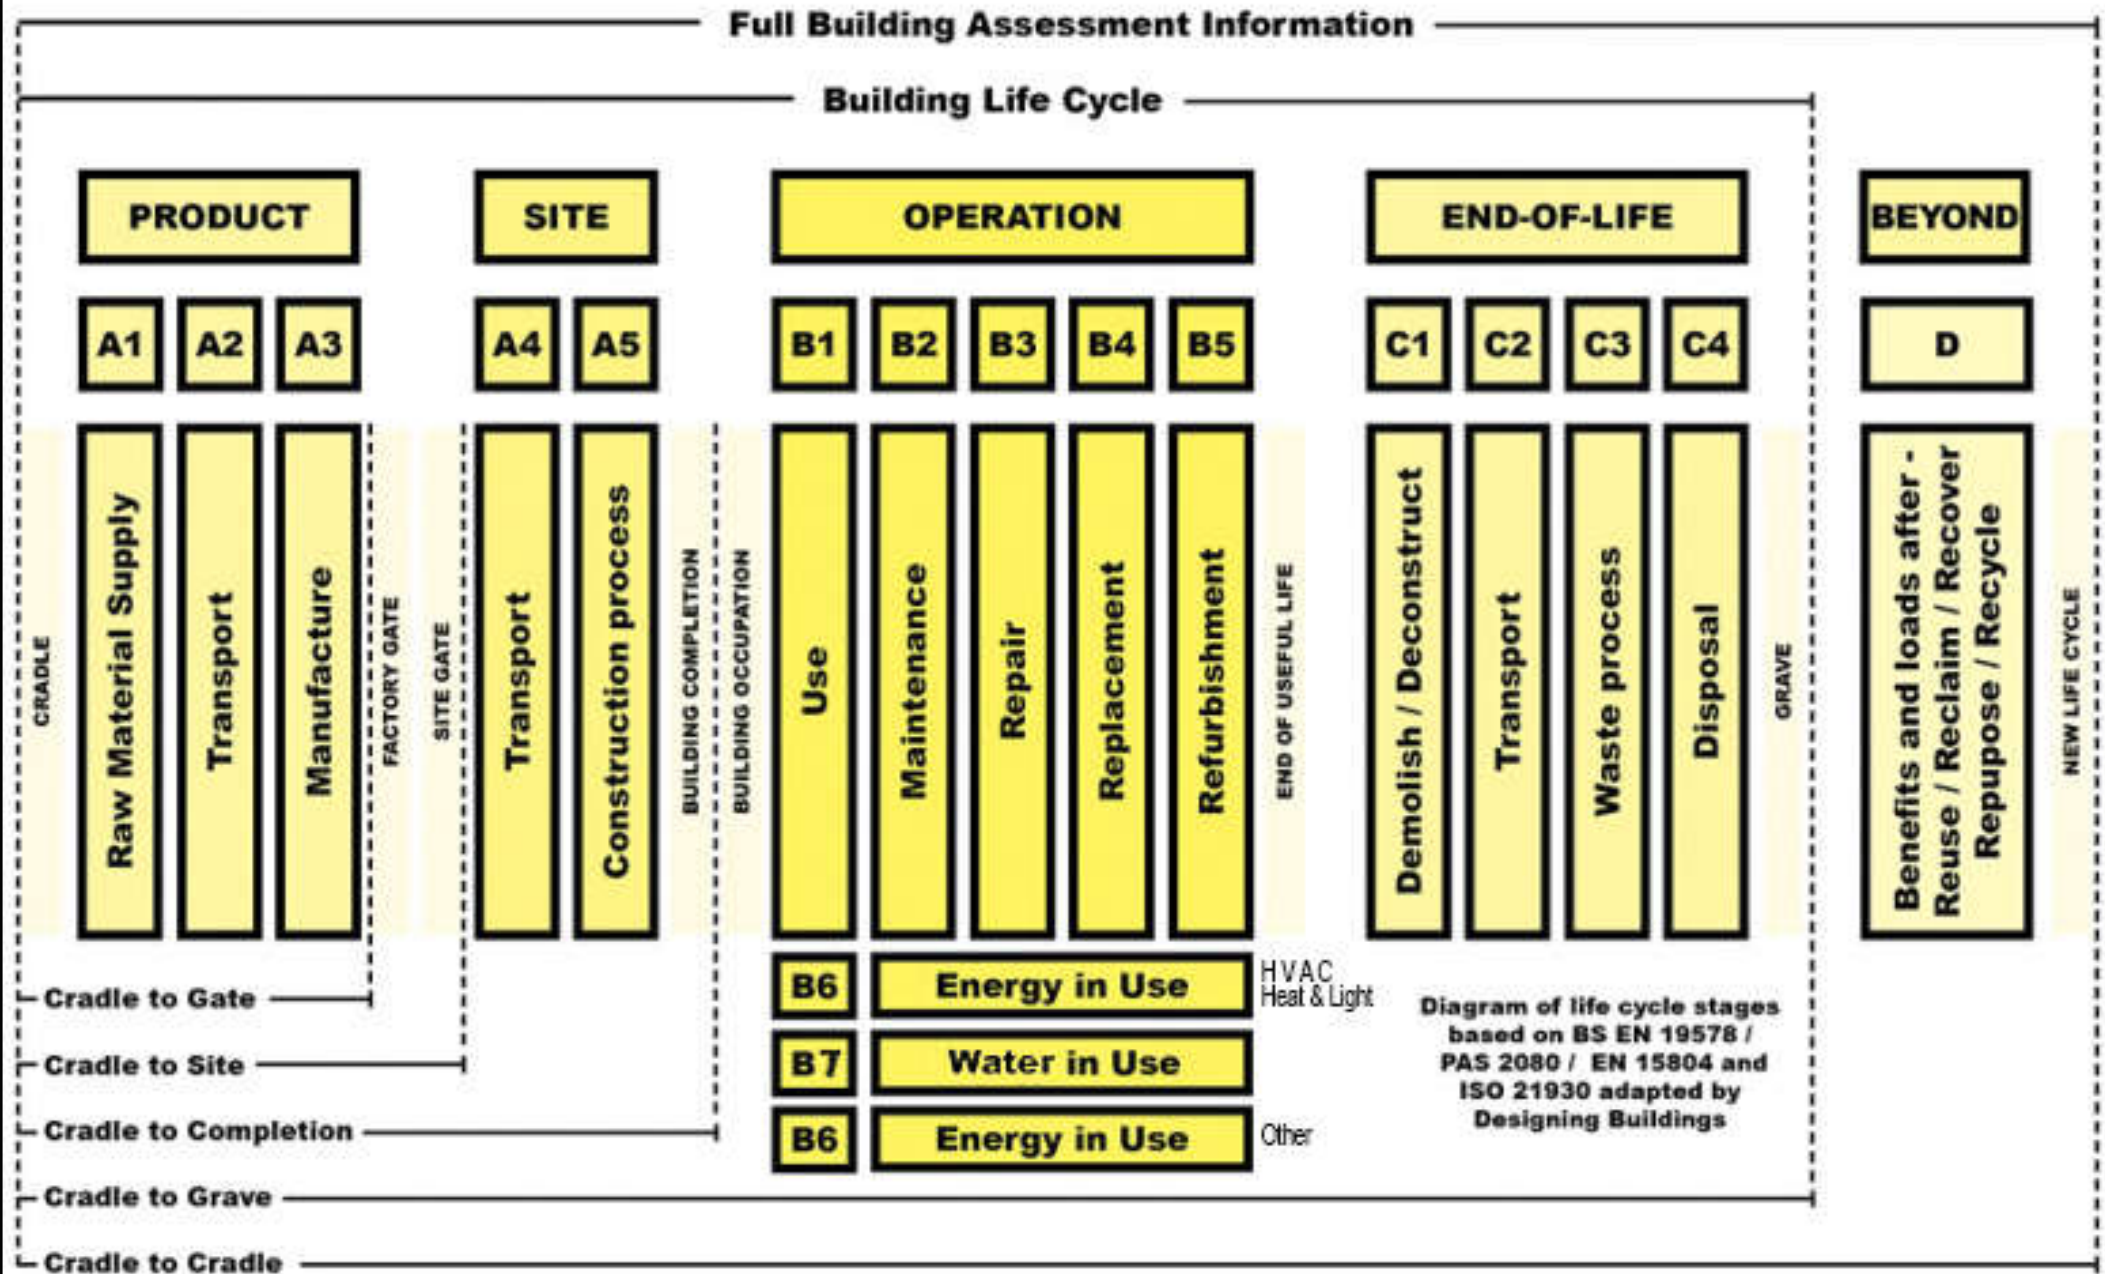 Full Building Assessment Information
Building Life Cycle
PRODUCT
SITE
OPERATION
END-OF-LIFE
BEYOND
A1
A2
A3
A4
A5
B1
B2
B3
B4
B5
C1
C2
C3
C4
D
CRADLE
Raw Material Supply
Transport
Manufacture
FACTORY GATE
SITE GATE
Transport
Construction process
BUILDING COMPLETION
BUILDING OCCUPATION
Use
Maintenance
Repair
Replacement
Refurbishment
END OF USEFUL LIFE
Demolish / Deconstruct
Transport
Waste process
Disposal
GRAVE
Benefits and loads after -
Reuse / Reclaim / Recover
Repupose / Recycle
NEW LIFE CYCLE
B6
Energy in Use
HVAC
Heat & Light
B7
Water in Use
B6
Energy in Use
Other
Diagram of life cycle stages
based on BS EN 19578 /
PAS 2080 / EN 15804 and
ISO 21930 adapted by
Designing Buildings
Cradle to Gate
Cradle to Site
Cradle to Completion
Cradle to Grave
Cradle to Cradle